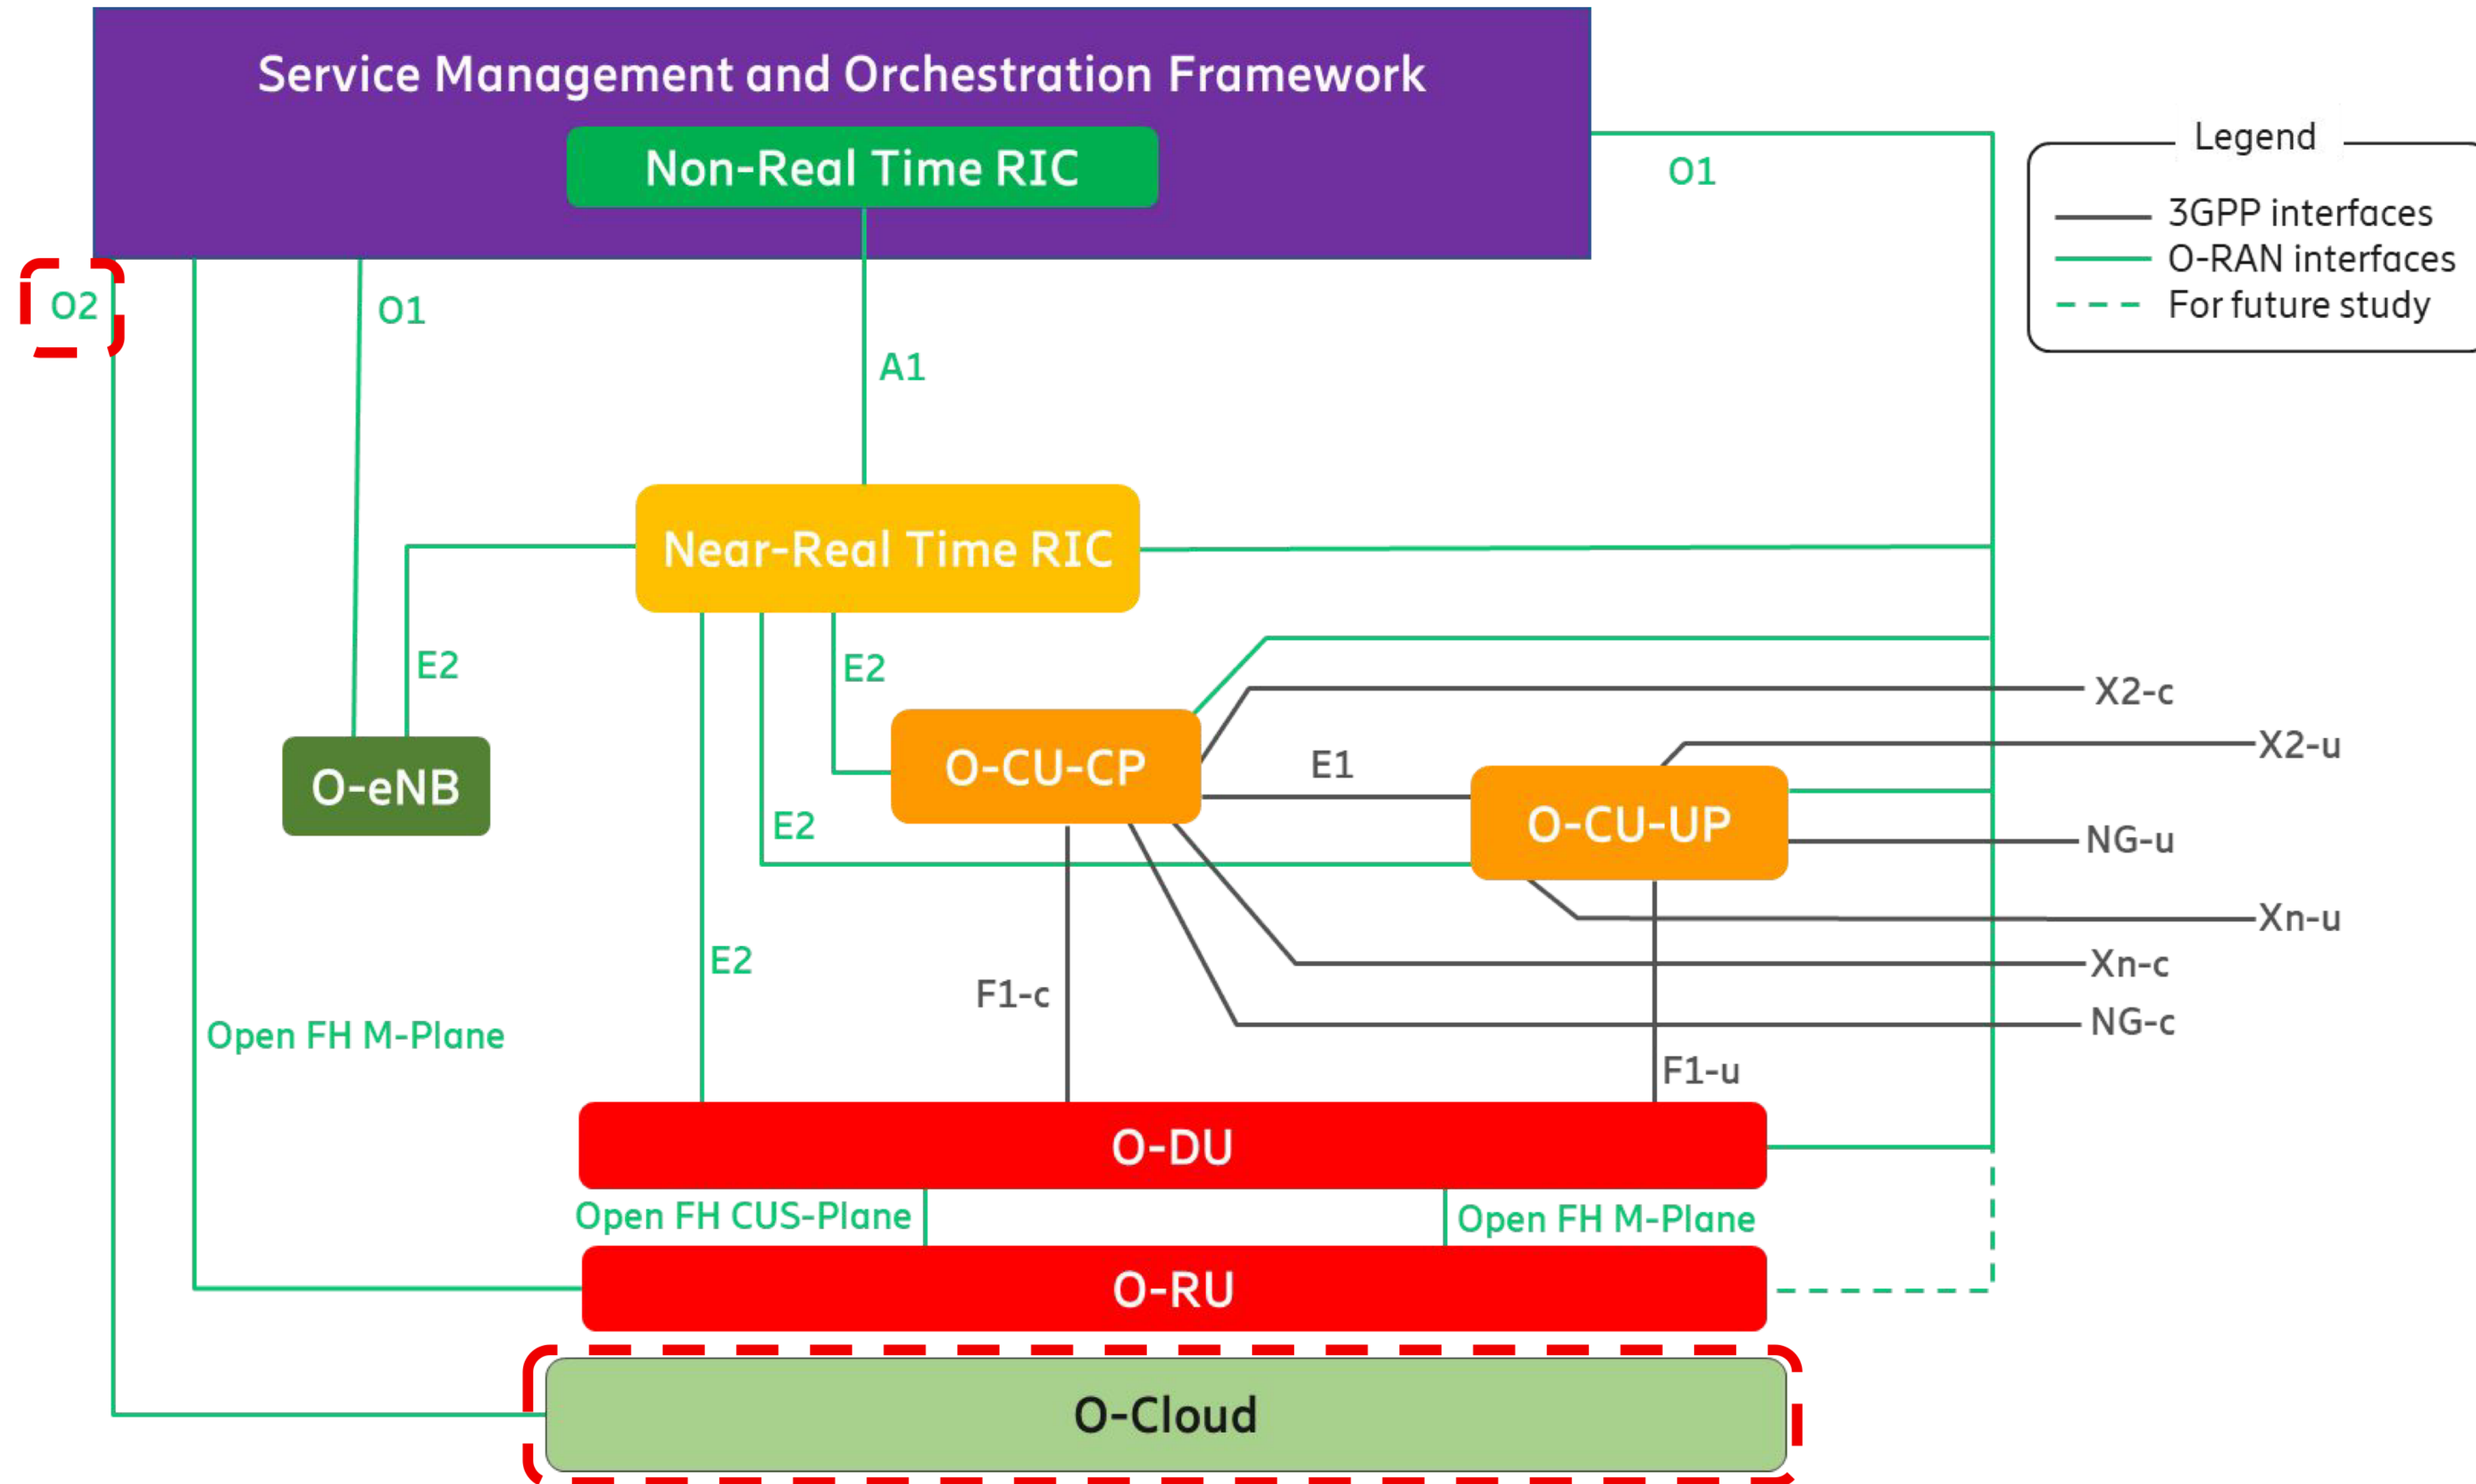 Service Management and Orchestration Framework
Non-Real Time RIC
O1
Legend
3GPP interfaces
O-RAN interfaces
For future study
O2
O1
A1
Near-Real Time RIC
E2
E2
X2-c
X2-u
O-CU-CP
E1
O-eNB
O-CU-UP
E2
NG-u
Xn-u
E2
Xn-c
F1-c
NG-c
Open FH M-Plane
F1-u
O-DU
Open FH CUS-Plane
Open FH M-Plane
O-RU
O-Cloud